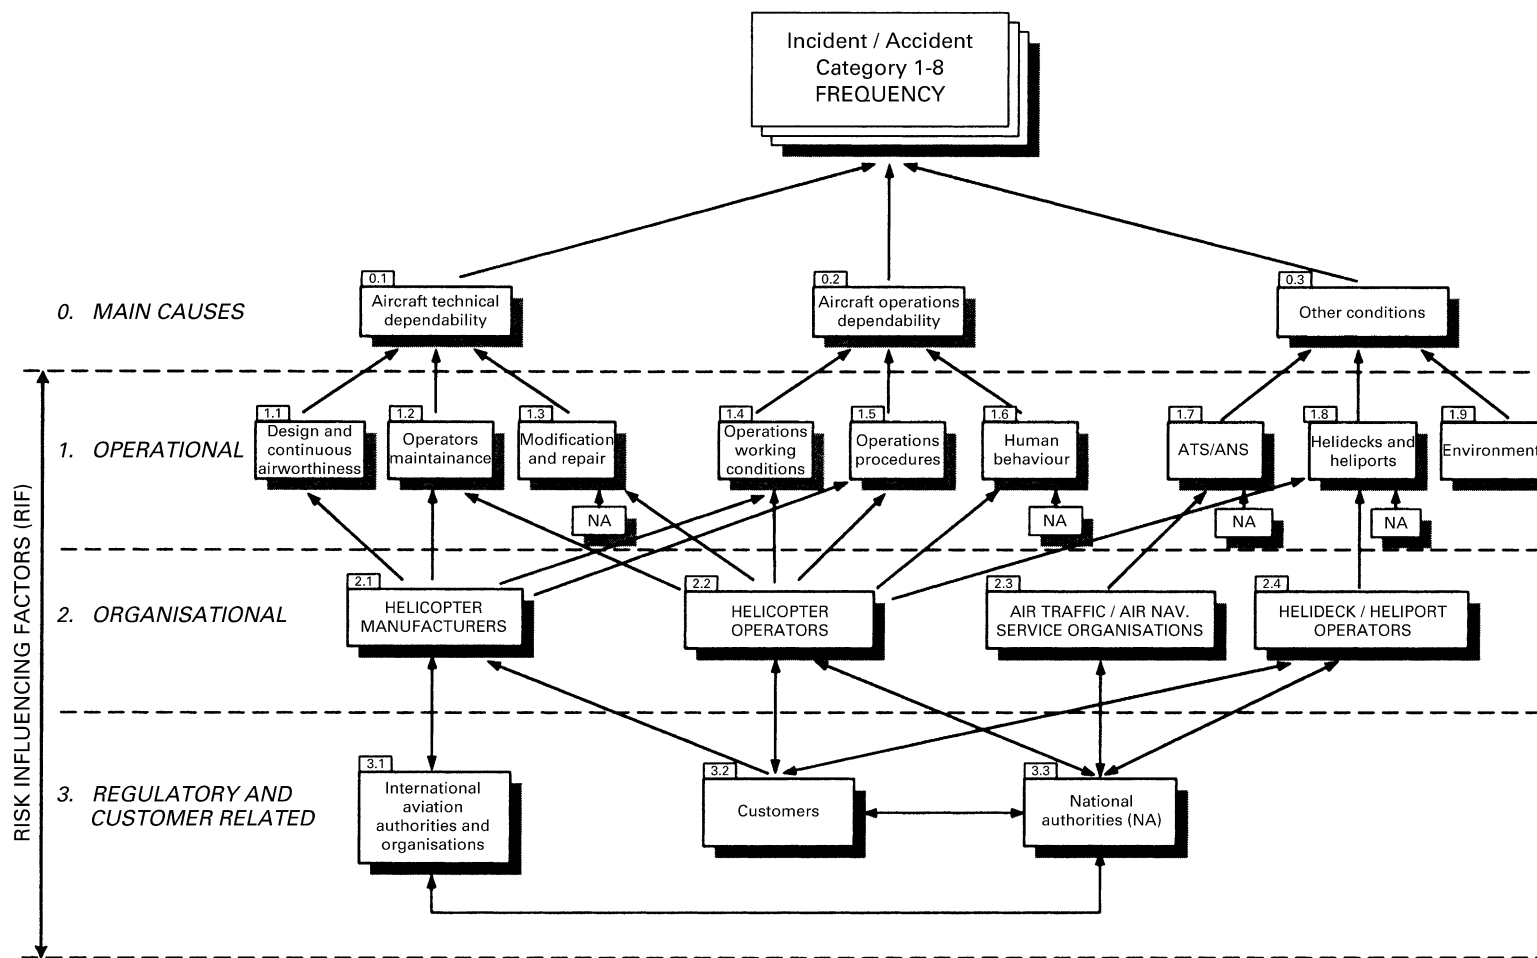 Incident / Accident
Category 1-8
FREQUENCY
0. MAIN CAUSES
0.1
Aircraft technical
dependability
0.2
Aircraft operations
dependability
0.3
Other conditions
RISK INFLUENCING FACTORS (RIF)
1. OPERATIONAL
1.1
Design and
continuous
airworthiness
1.2
Operators
maintainance
1.3
Modification
and repair
NA
1.4
Operations
working
conditions
1.5
Operations
procedures
1.6
Human
behaviour
NA
1.7
ATS/ANS
NA
1.8
Helidecks and
heliports
NA
1.9
Environment
2. ORGANISATIONAL
2.1
HELICOPTER
MANUFACTURERS
2.2
HELICOPTER
OPERATORS
2.3
AIR TRAFFIC / AIR NAV.
SERVICE ORGANISATIONS
2.4
HELIDECK / HELIPORT
OPERATORS
3. REGULATORY AND
CUSTOMER RELATED
3.1
International
aviation
authorities and
organisations
3.2
Customers
3.3
National
authorities (NA)